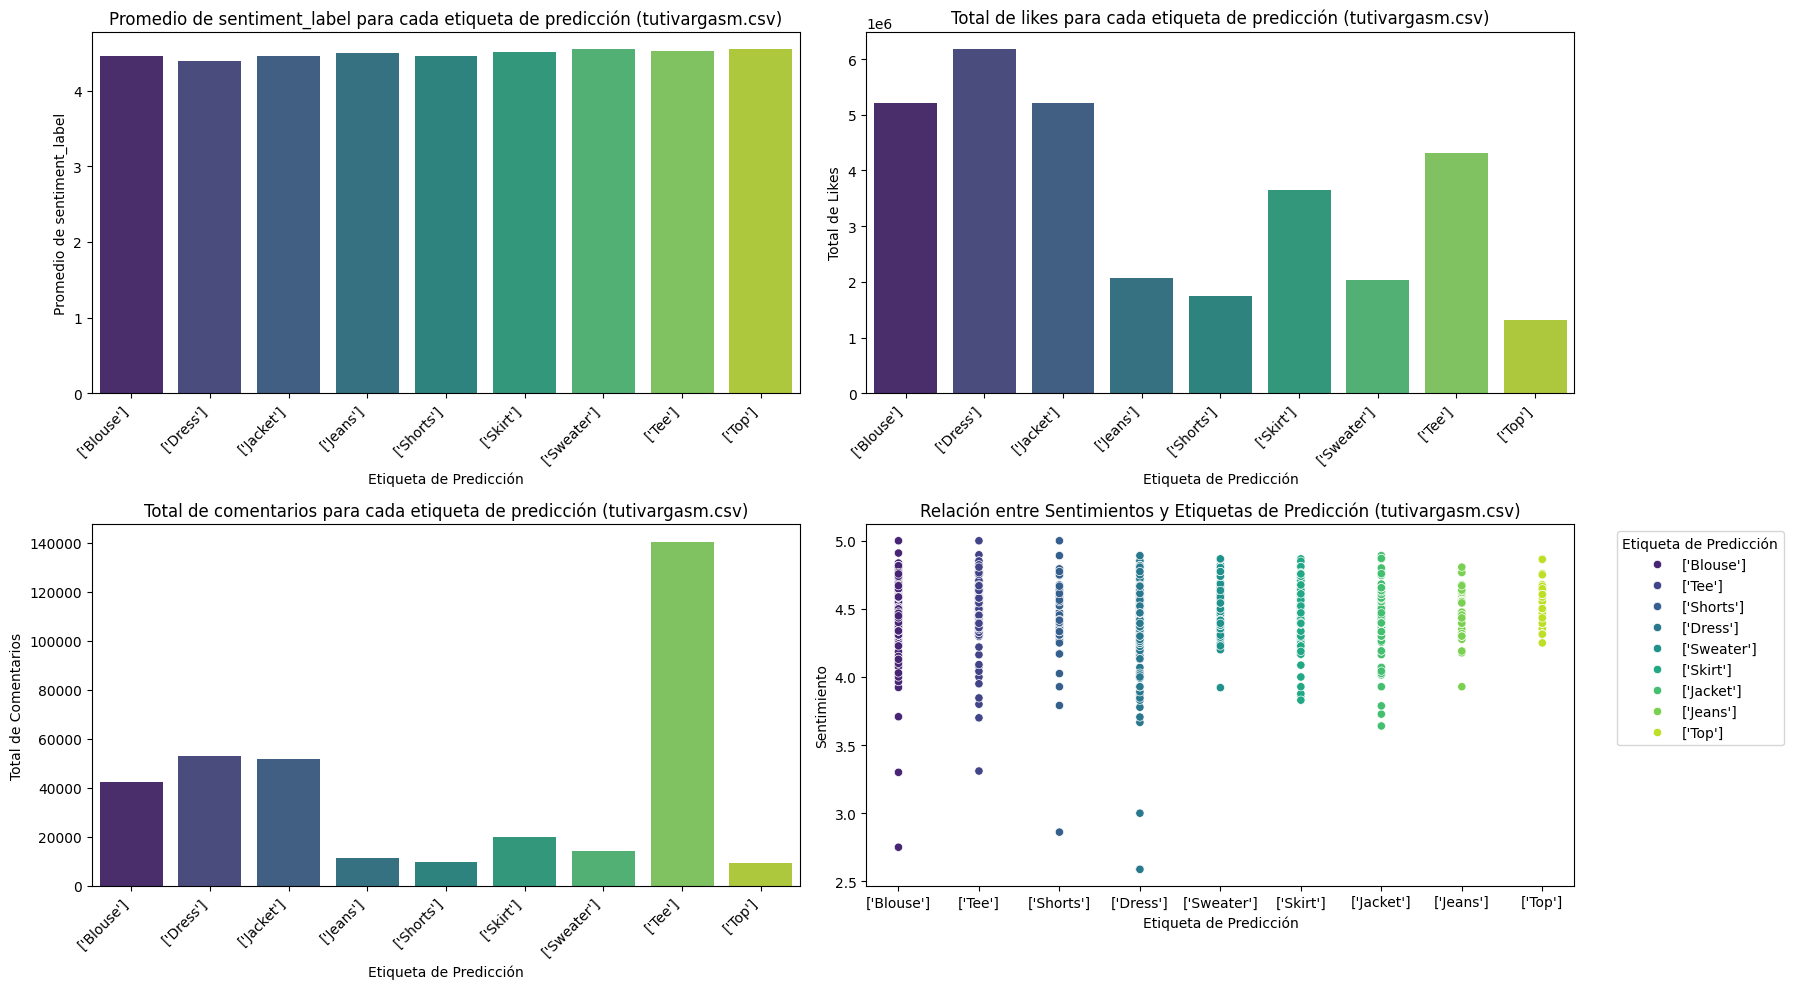 Promedio de sentiment_label para cada etiqueta de predicción (tutivargasm.csv)
Promedio de sentiment_label
4
3
2
1
0
['Blouse']
['Dress']
['Jacket']
['Jeans']
['Shorts']
['Skirt']
['Sweater']
['Tee']
['Top']
Etiqueta de Predicción
Total de likes para cada etiqueta de predicción (tutivargasm.csv)
1e6
Total de Likes
6
5
4
3
2
1
0
['Blouse']
['Dress']
['Jacket']
['Jeans']
['Shorts']
['Skirt']
['Sweater']
['Tee']
['Top']
Etiqueta de Predicción
Total de comentarios para cada etiqueta de predicción (tutivargasm.csv)
Total de Comentarios
140000
120000
100000
80000
60000
40000
20000
0
['Blouse']
['Dress']
['Jacket']
['Jeans']
['Shorts']
['Skirt']
['Sweater']
['Tee']
['Top']
Etiqueta de Predicción
Relación entre Sentimientos y Etiquetas de Predicción (tutivargasm.csv)
Sentimiento
5.0
4.5
4.0
3.5
3.0
2.5
['Blouse']
['Tee']
['Shorts']
['Dress']
['Sweater']
['Skirt']
['Jacket']
['Jeans']
['Top']
Etiqueta de Predicción
Etiqueta de Predicción
['Blouse']
['Tee']
['Shorts']
['Dress']
['Sweater']
['Skirt']
['Jacket']
['Jeans']
['Top']